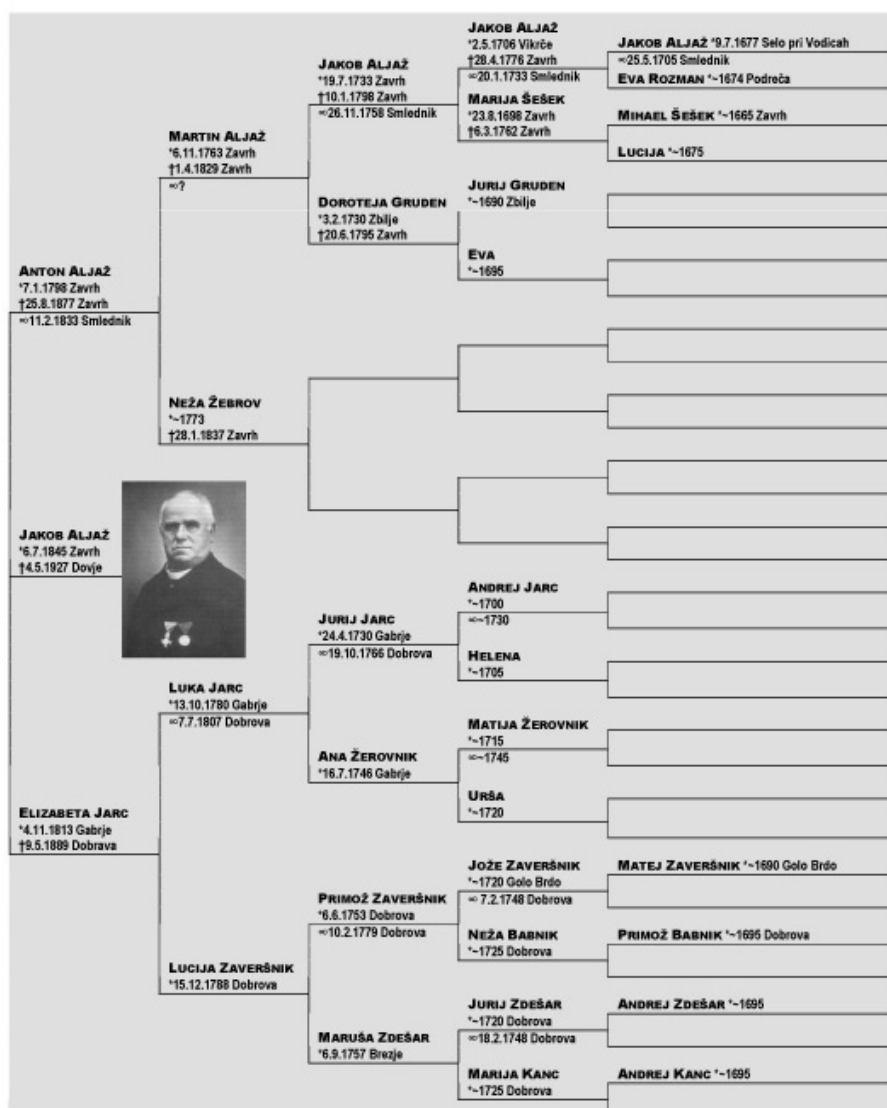 JAKOB ALJAŽ
*2.5.1706 Vikrče
†28.4.1776 Zavrh
∞20.1.1733 Smlednik
JAKOB ALJAŽ *9.7.1677 Selo pri Vodicah
∞25.5.1705 Smlednik
EVA ROZMAN *~1674 Podreča
JAKOB ALJAŽ
*19.7.1733 Zavrh
†10.1.1798 Zavrh
∞26.11.1758 Smlednik
MARIJA ŠEŠEK
*23.8.1698 Zavrh
†6.3.1762 Zavrh
MIHAEL ŠEŠEK *~1665 Zavrh
LUCIJA *~1675
MARTIN ALJAŽ
*6.11.1763 Zavrh
†1.4.1829 Zavrh
∞?
DOROTEJA GRUDEN
*3.2.1730 Zbilje
†20.6.1795 Zavrh
JURIJ GRUDEN
*~1690 Zbilje
EVA
*~1695
ANTON ALJAŽ
*7.1.1798 Zavrh
†25.8.1877 Zavrh
∞11.2.1833 Smlednik
NEŽA ŽEBROV
*~1773
†28.1.1837 Zavrh
JAKOB ALJAŽ
*6.7.1845 Zavrh
†4.5.1927 Dovje
JURIJ JARC
*24.4.1730 Gabrje
∞19.10.1766 Dobrova
ANDREJ JARC
*~1700
∞~1730
HELENA
*~1705
LUKA JARC
*13.10.1780 Gabrje
∞7.7.1807 Dobrova
ANA ŽEROVNIK
*16.7.1746 Gabrje
MATIJA ŽEROVNIK
*~1715
∞~1745
URŠA
*~1720
ELIZABETA JARC
*4.11.1813 Gabrje
†9.5.1889 Dobrava
PRIMOŽ ZAVERŠNIK
*6.6.1753 Dobrova
∞10.2.1779 Dobrova
JOŽE ZAVERŠNIK
*~1720 Golo Brdo
∞ 7.2.1748 Dobrova
MATEJ ZAVERŠNIK *~1690 Golo Brdo
NEŽA BABNIK
*~1725 Dobrova
PRIMOŽ BABNIK *~1695 Dobrova
LUCIJA ZAVERŠNIK
*15.12.1788 Dobrova
MARUŠA ZDEŠAR
*6.9.1757 Brezje
JURIJ ZDEŠAR
*~1720 Dobrova
∞18.2.1748 Dobrova
ANDREJ ZDEŠAR *~1695
MARIJA KANC
*~1725 Dobrova
ANDREJ KANC *~1695